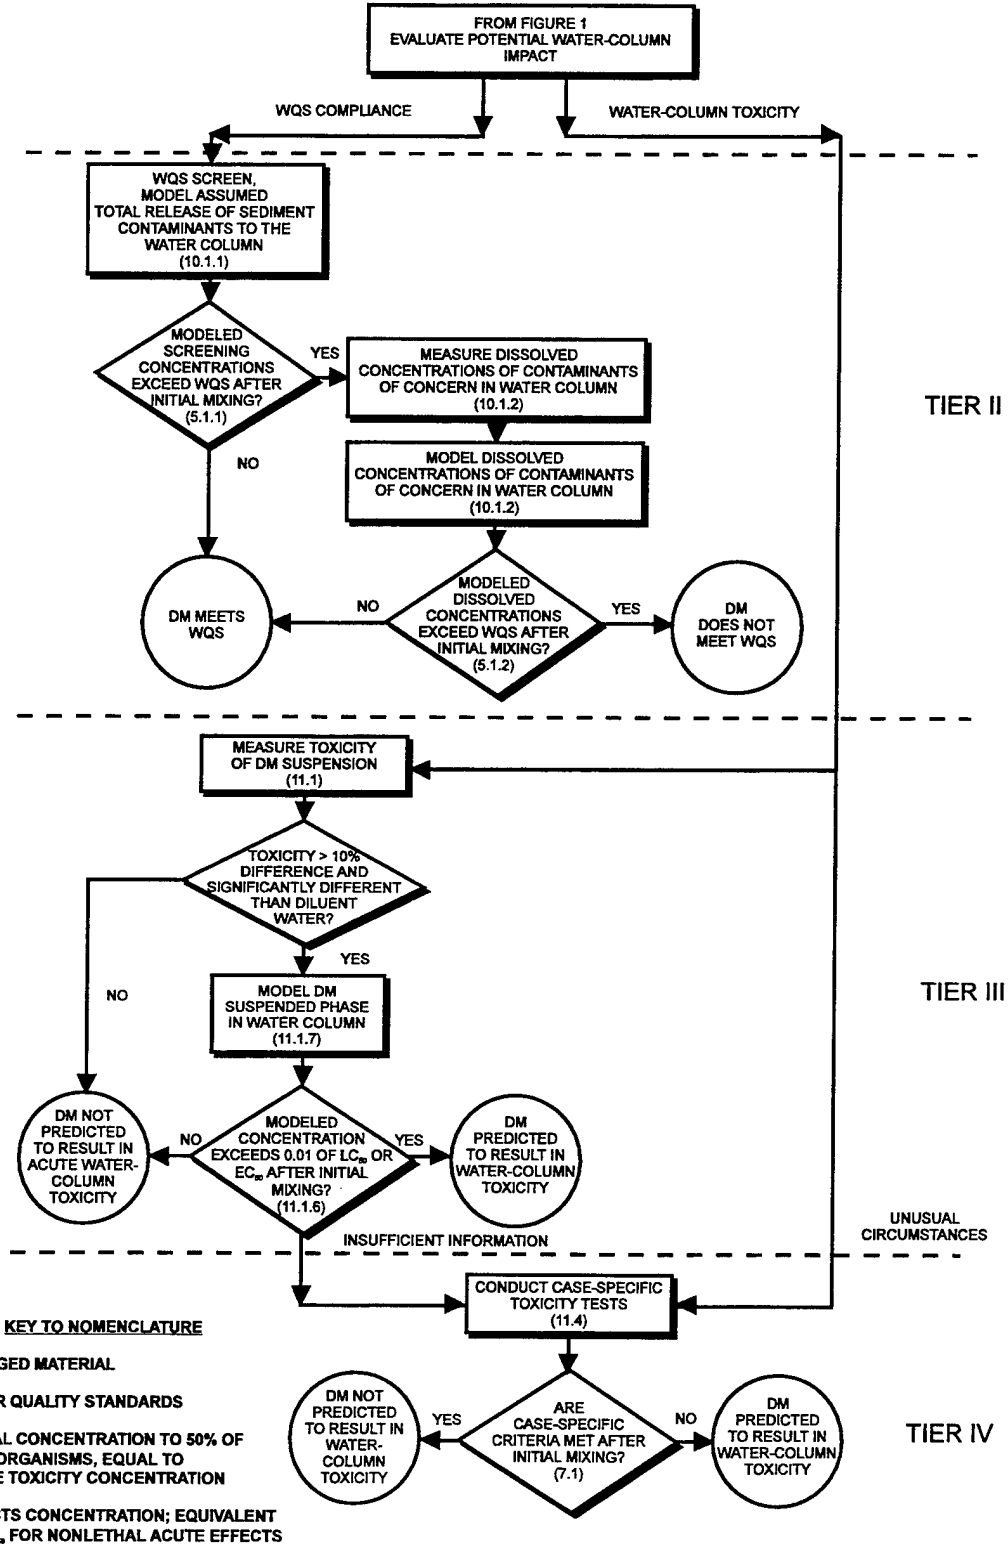 FROM FIGURE 1
EVALUATE POTENTIAL WATER-COLUMN
IMPACT
WQS COMPLIANCE
WATER-COLUMN TOXICITY
WQS SCREEN,
MODEL ASSUMED
TOTAL RELEASE OF SEDIMENT
CONTAMINANTS TO THE
WATER COLUMN
(10.1.1)
MODELED
SCREENING
CONCENTRATIONS
EXCEED WQS AFTER
INITIAL MIXING?
(5.1.1)
YES
MEASURE DISSOLVED
CONCENTRATIONS OF CONTAMINANTS
OF CONCERN IN WATER COLUMN
(10.1.2)
TIER II
NO
MODEL DISSOLVED
CONCENTRATIONS OF CONTAMINANTS
OF CONCERN IN WATER COLUMN
(10.1.2)
DM MEETS
WQS
NO
MODELED
DISSOLVED
CONCENTRATIONS
EXCEED WQS AFTER
INITIAL MIXING?
(5.1.2)
YES
DM
DOES NOT
MEET WQS
MEASURE TOXICITY
OF DM SUSPENSION
(11.1)
TOXICITY > 10%
DIFFERENCE AND
SIGNIFICANTLY DIFFERENT
THAN DILUENT
WATER?
YES
NO
MODEL DM
SUSPENDED PHASE
IN WATER COLUMN
(11.1.7)
TIER III
DM NOT
PREDICTED
TO RESULT IN
ACUTE WATER-
COLUMN
TOXICITY
NO
MODELED
CONCENTRATION
EXCEEDS 0.01 OF LC₅₀ OR
EC₅₀ AFTER INITIAL
MIXING?
(11.1.6)
YES
DM
PREDICTED
TO RESULT IN
WATER-COLUMN
TOXICITY
UNUSUAL
CIRCUMSTANCES
INSUFFICIENT INFORMATION
CONDUCT CASE-SPECIFIC
TOXICITY TESTS
(11.4)
DM NOT
PREDICTED
TO RESULT IN
WATER-
COLUMN
TOXICITY
YES
ARE
CASE-SPECIFIC
CRITERIA MET AFTER
INITIAL MIXING?
(7.1)
NO
DM
PREDICTED
TO RESULT IN
WATER-COLUMN
TOXICITY
TIER IV
KEY TO NOMENCLATURE
GED MATERIAL
R QUALITY STANDARDS
AL CONCENTRATION TO 50% OF
ORGANISMS, EQUAL TO
E TOXICITY CONCENTRATION
CTS CONCENTRATION; EQUIVALENT
, FOR NONLETHAL ACUTE EFFECTS